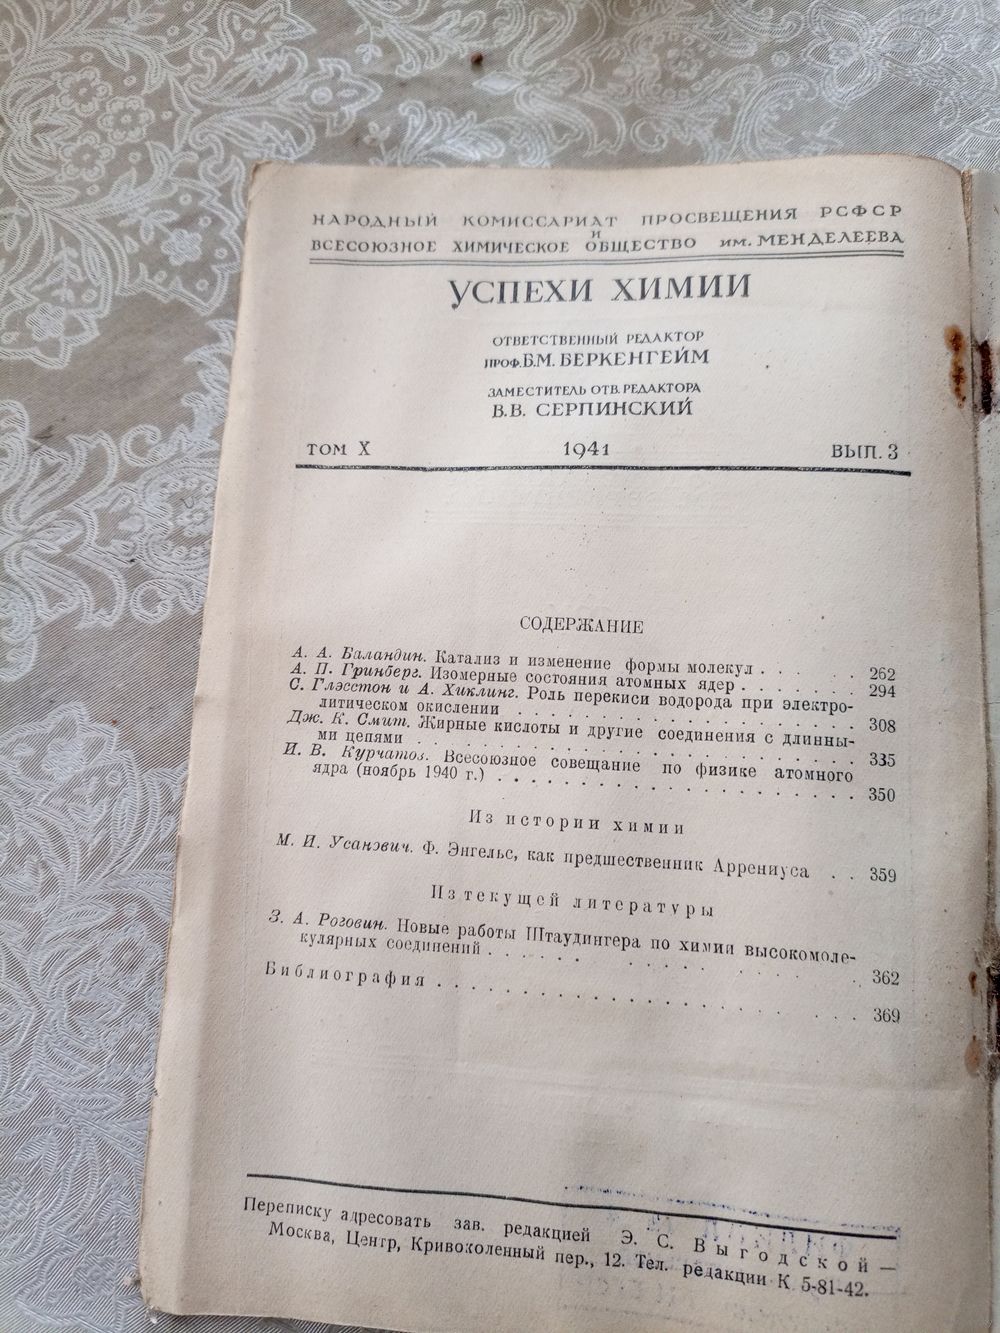 НАРОДНЫЙ КОМИССАРИАТ ПРОСВЕЩЕНИЯ РСФСР
И
ВСЕСОЮЗНОЕ ХИМИЧЕСКОЕ ОБЩЕСТВО им. МЕНДЕЛЕЕВА
УСПЕХИ ХИМИИ
ОТВЕТСТВЕННЫЙ РЕДАКТОР
ПРОФ. Б.М. БЕРКЕНГЕЙМ
ЗАМЕСТИТЕЛЬ ОТВ. РЕДАКТОРА
В.В. СЕРПИНСКИЙ
ТОМ X 1941 ВЫП. 3
СОДЕРЖАНИЕ
А. А. Баландин. Катализ и изменение формы молекул . . . . 262
А. П. Гринберг. Изомерные состояния атомных ядер . . . . . . . 294
С. Глэсстон и А. Хиклинг. Роль перекиси водорода при электро-
литическом окислении . . . . . . . . . . . . . . . . . . 308
Дж. К. Смит. Жирные кислоты и другие соединения с длинны-
ми цепями . . . . . . . . . . . . . . . . . . . . . . . 335
И. В. Курчатов. Всесоюзное совещание по физике атомного
ядра (ноябрь 1940 г.) . . . . . . . . . . . . . . . . . . . 350
Из истории химии
М. И. Усанович. Ф. Энгельс, как предшественник Аррениуса . . 359
Из текущей литературы
З. А. Роговин. Новые работы Штаудингера по химии высокомоле-
кулярных соединений . . . . . . . . . . . . . . . . . . 362
Библиография . . . . . . . . . . . . . . . . . . . . . . . 369
Переписку адресовать зав. редакцией Э. С. Выгодской —
Москва, Центр, Кривоколенный пер., 12. Тел. редакции К 5-81-42.